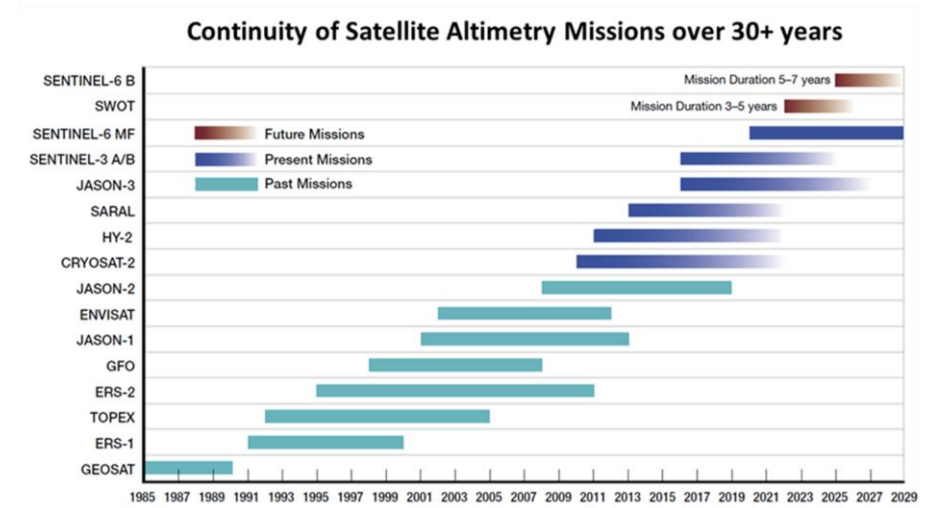 Continuity of Satellite Altimetry Missions over 30+ years
SENTINEL-6 B
Mission Duration 5–7 years
SWOT
Mission Duration 3–5 years
SENTINEL-6 MF
Future Missions
SENTINEL-3 A/B
Present Missions
JASON-3
Past Missions
SARAL
HY-2
CRYOSAT-2
JASON-2
ENVISAT
JASON-1
GFO
ERS-2
TOPEX
ERS-1
GEOSAT
1985 1987 1989 1991 1993 1995 1997 1999 2001 2003 2005 2007 2009 2011 2013 2015 2017 2019 2021 2023 2025 2027 2029